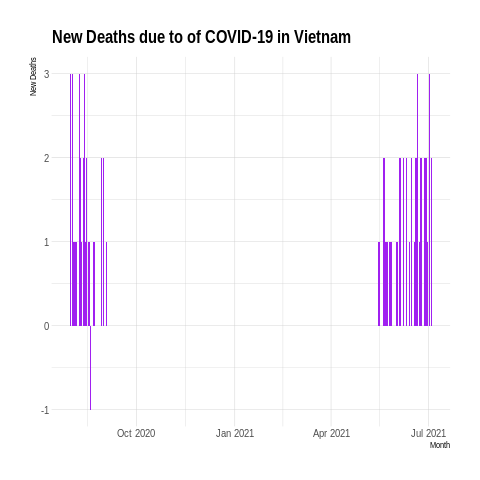 New Deaths due to of COVID-19 in Vietnam
New Deaths
3
2
1
0
-1
Oct 2020 Jan 2021 Apr 2021 Jul 2021
Month